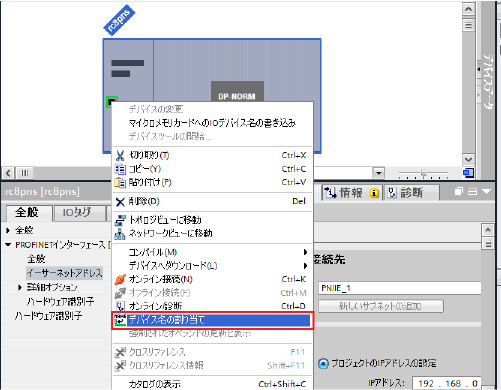 rc8pns
DP-NORM
デバイスデータ
デバイスの変更
マイクロメモリカードへのIOデバイス名の書き込み
デバイスツールの開始...
切り取り(T) Ctrl+X
コピー(Y) Ctrl+C
貼り付け(P) Ctrl+V
削除(D) Del
トポロジビューに移動
ネットワークビューに移動
コンパイル(M)
デバイスへダウンロード(L)
オンライン接続(N) Ctrl+K
オフライン接続(F) Ctrl+M
オンライン診断 Ctrl+D
デバイス名の割り当て
強制されたオペランドの更新と表示
クロスリファレンス F11
クロスリファレンス情報 Shift+F11
カタログの表示 Ctrl+Shift+C
rc8pns [rc8pns]
情報
診断
全般
IOタグ
全般
PROFINETインターフェース [
全般
イーサーネットアドレス
詳細オプション
ハードウェア識別子
ハードウェア識別子
接続先
PN/IE_1
新しいサブネットの追加
プロジェクトのIPアドレスの設定
IPアドレス: 192 . 168 . 0